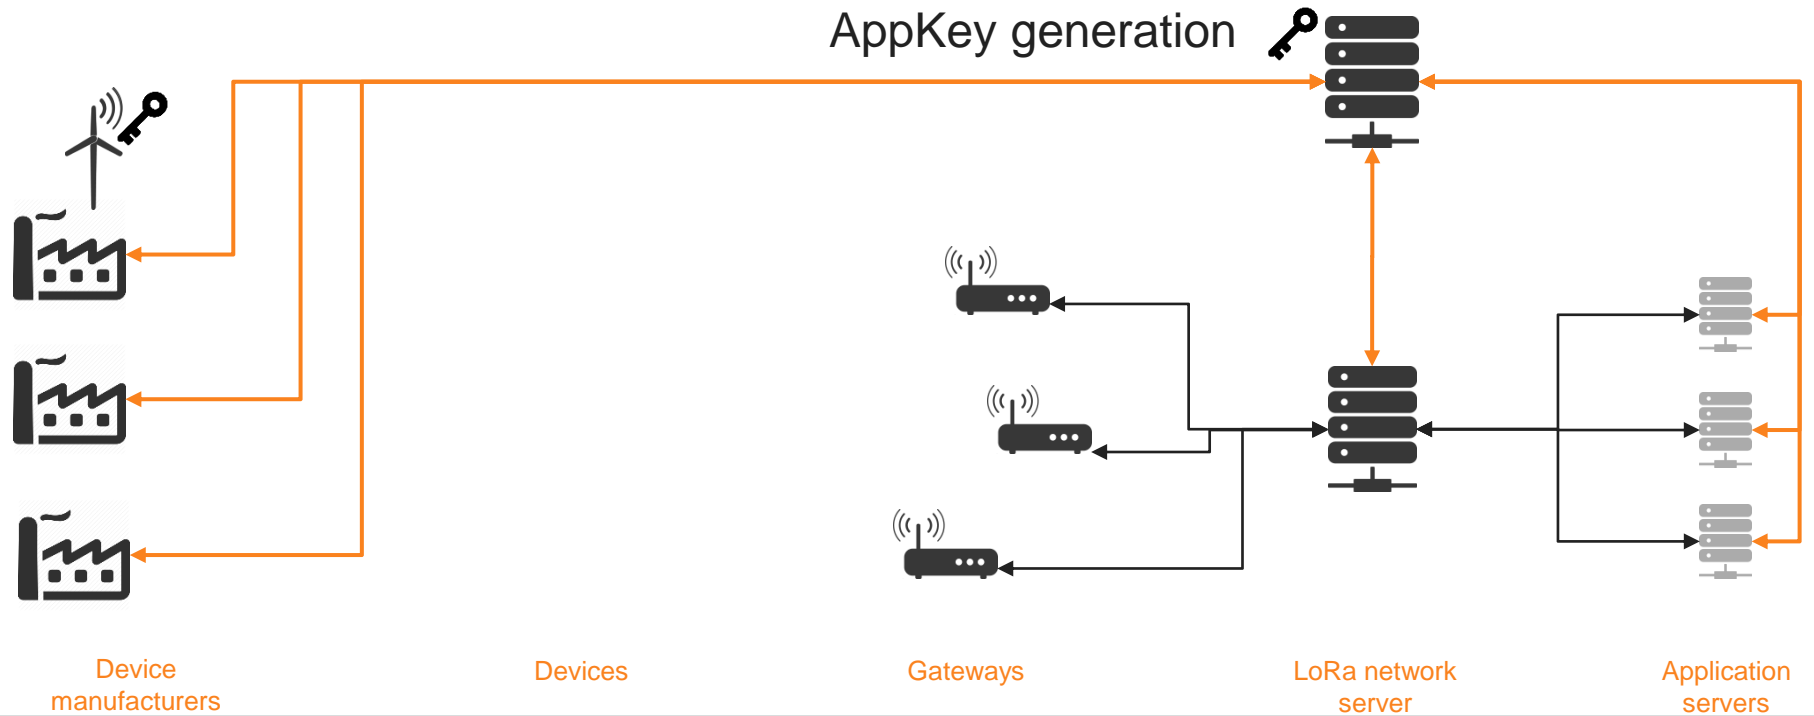 AppKey generation
Device
manufacturers
Devices
Gateways
LoRa network
server
Application
servers